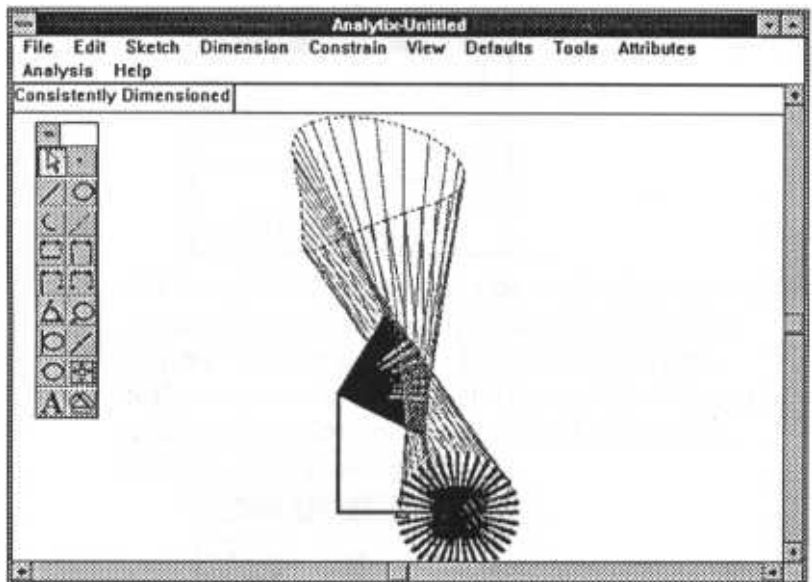 Analytix-Untitled
File Edit Sketch Dimension Constrain View Defaults Tools Attributes
Analysis Help
Consistently Dimensioned
A